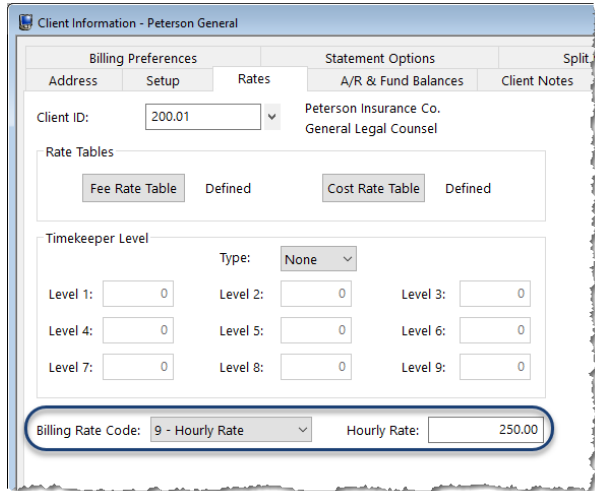 Client Information - Peterson General
Billing Preferences Statement Options Split
Address Setup Rates A/R & Fund Balances Client Notes
Client ID: 200.01 Peterson Insurance Co.
General Legal Counsel
Rate Tables
Fee Rate Table Defined Cost Rate Table Defined
Timekeeper Level
Type: None
Level 1: 0 Level 2: 0 Level 3: 0
Level 4: 0 Level 5: 0 Level 6: 0
Level 7: 0 Level 8: 0 Level 9: 0
Billing Rate Code: 9 - Hourly Rate Hourly Rate: 250.00